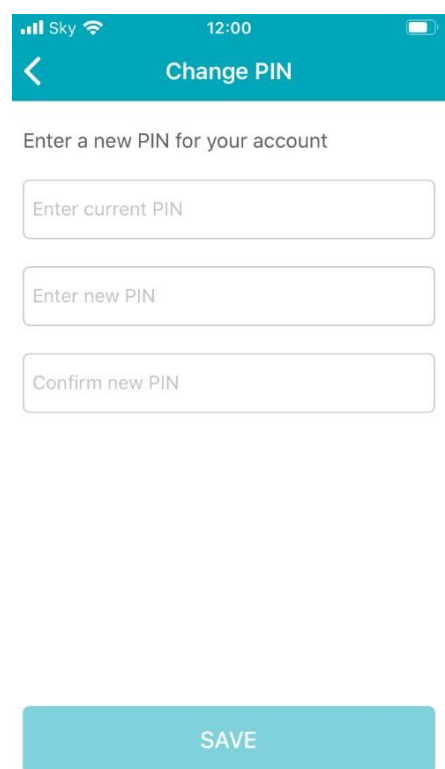 Sky 12:00
Change PIN
Enter a new PIN for your account
Enter current PIN
Enter new PIN
Confirm new PIN
SAVE